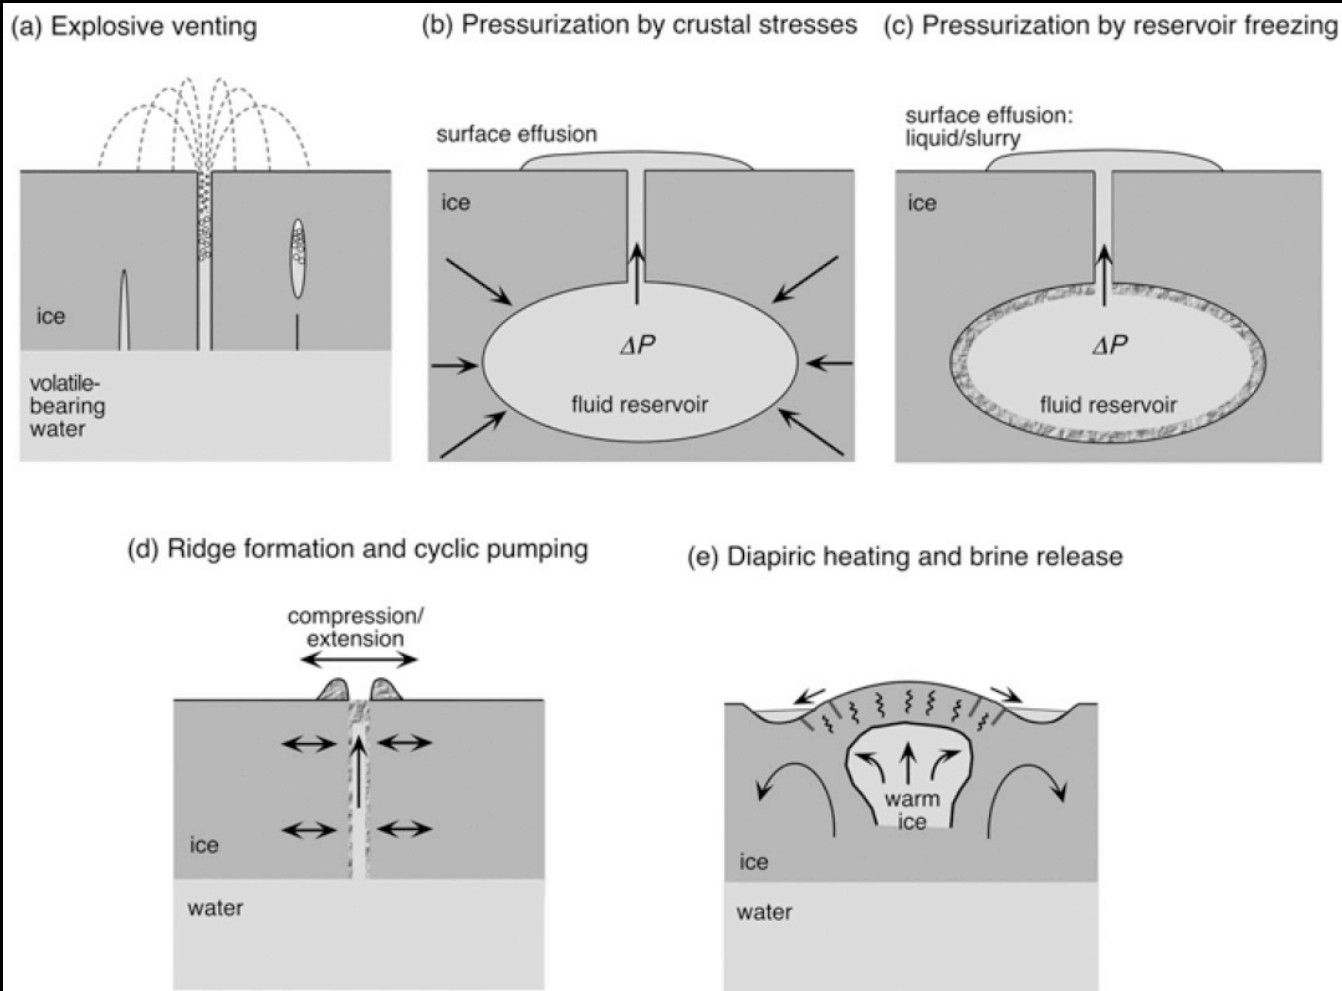 (a) Explosive venting
ice
volatile-
bearing
water
(b) Pressurization by crustal stresses
surface effusion
ice
ΔP
fluid reservoir
(c) Pressurization by reservoir freezing
surface effusion:
liquid/slurry
ice
ΔP
fluid reservoir
(d) Ridge formation and cyclic pumping
compression/
extension
ice
water
(e) Diapiric heating and brine release
warm
ice
ice
water